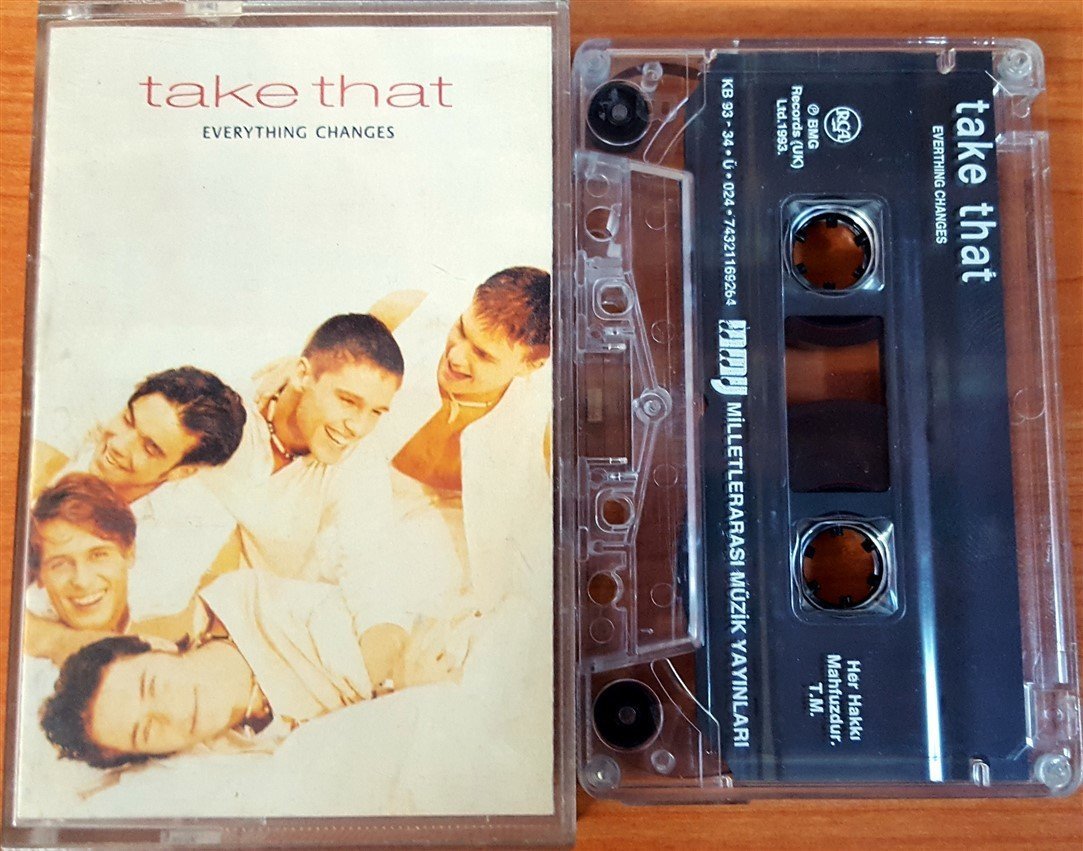 take that
EVERYTHING CHANGES
take that
EVERTHING CHANGES
RCA
℗ BMG
Records (UK)
Ltd.1993.
Her Hakkı
Mahfuzdur.
T.M.
KB 93 - 34 • Ü • 024 • 74321169264 mmy MİLLETLERARASI MÜZİK YAYINLARI